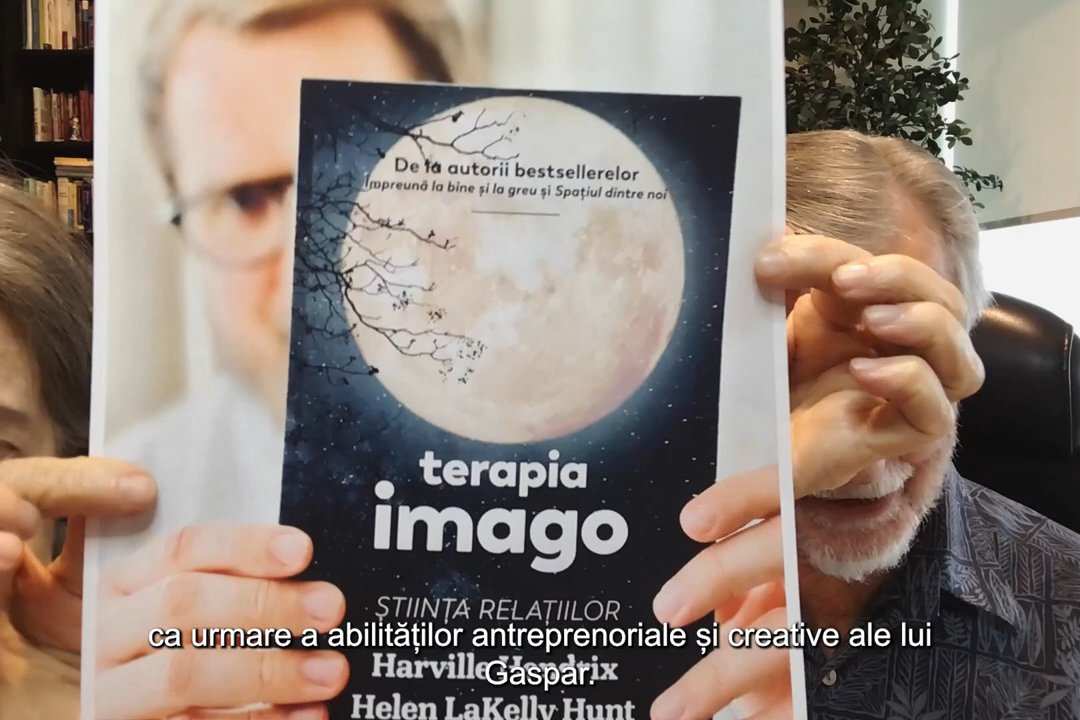 De la autorii bestsellerelor
Împreună la bine și la greu și Spațiul dintre noi
terapia
imago
ȘTIINȚA RELAȚIILOR
ca urmare a abilităților antreprenoriale și creative ale lui
Harville Hendrix
Gaspar.
Helen LaKelly Hunt